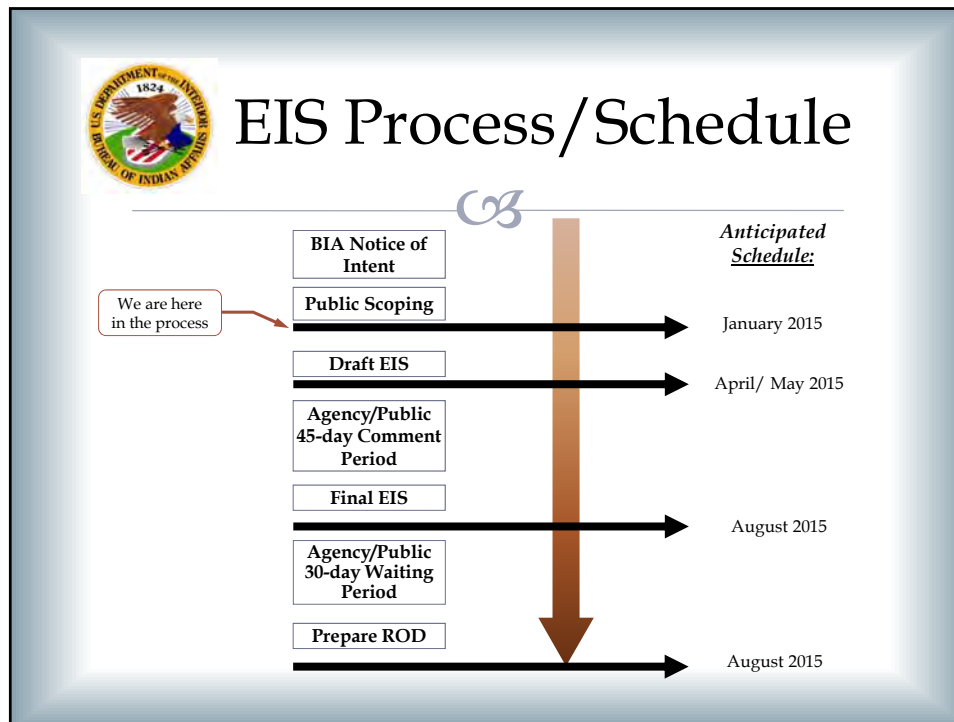 U.S. DEPARTMENT OF THE INTERIOR
1824
BUREAU OF INDIAN AFFAIRS
EIS Process/Schedule
Anticipated
Schedule:
BIA Notice of
Intent
We are here
in the process
Public Scoping
January 2015
Draft EIS
April/ May 2015
Agency/Public
45-day Comment
Period
Final EIS
August 2015
Agency/Public
30-day Waiting
Period
Prepare ROD
August 2015